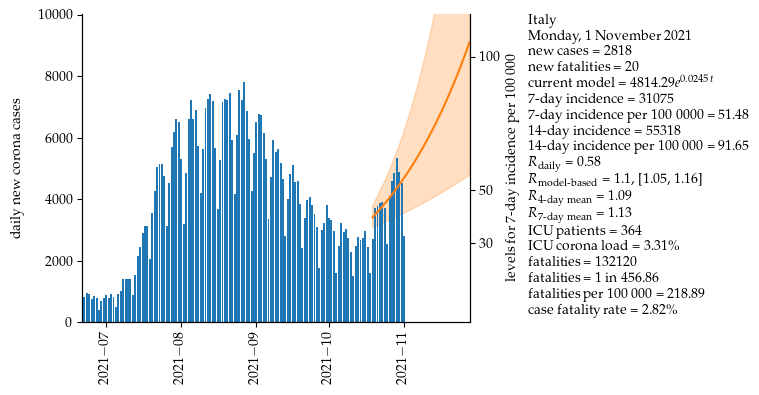 10000
8000
6000
4000
2000
0
daily new corona cases
2021−07
2021−08
2021−09
2021−10
2021−11
100
50
30
levels for 7-day incidence per 100 000
Italy
Monday, 1 November 2021
new cases = 2818
new fatalities = 20
current model = 4814.29e^0.0245 t
7-day incidence = 31075
7-day incidence per 100 0000 = 51.48
14-day incidence = 55318
14-day incidence per 100 000 = 91.65
Rdaily = 0.58
Rmodel-based = 1.1, [1.05, 1.16]
R4-day mean = 1.09
R7-day mean = 1.13
ICU patients = 364
ICU corona load = 3.31%
fatalities = 132120
fatalities = 1 in 456.86
fatalities per 100 000 = 218.89
case fatality rate = 2.82%